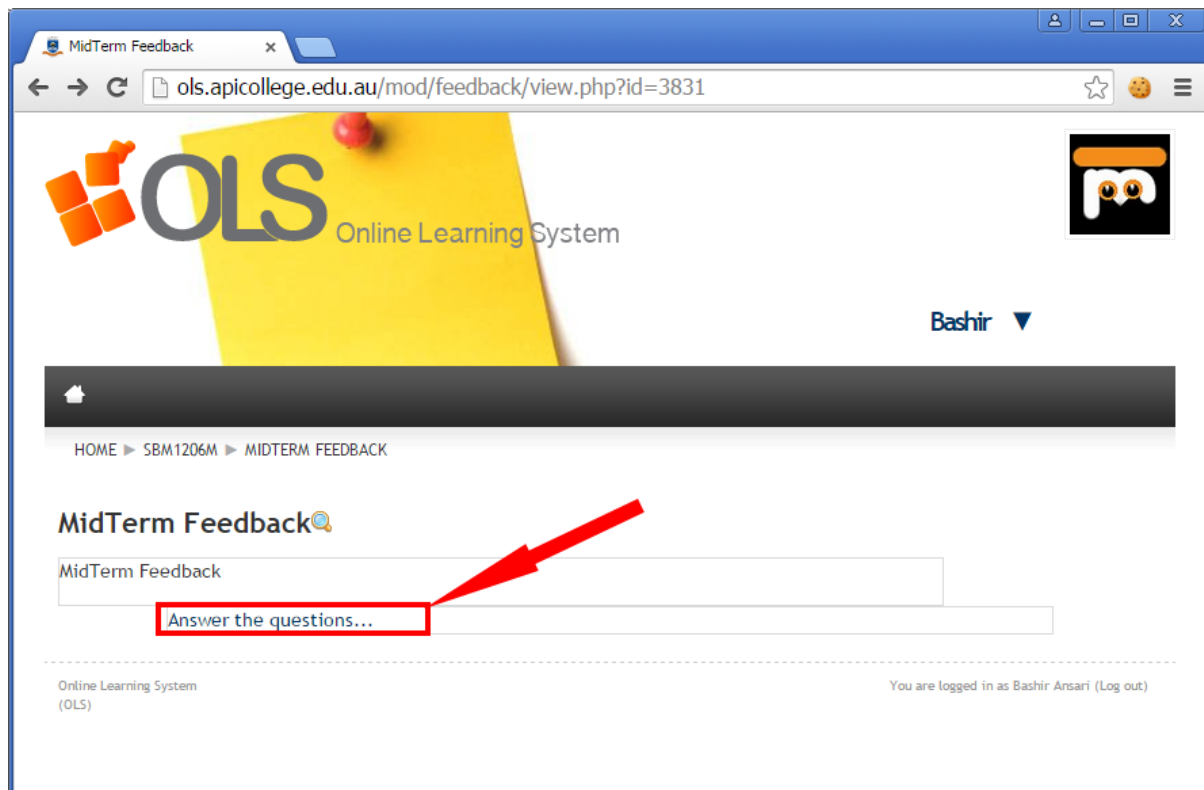 MidTerm Feedback
ols.apicollege.edu.au/mod/feedback/view.php?id=3831
OLS Online Learning System
Bashir ▼
HOME ▶ SBM1206M ▶ MIDTERM FEEDBACK
MidTerm Feedback
MidTerm Feedback
Answer the questions...
Online Learning System
(OLS)
You are logged in as Bashir Ansari (Log out)